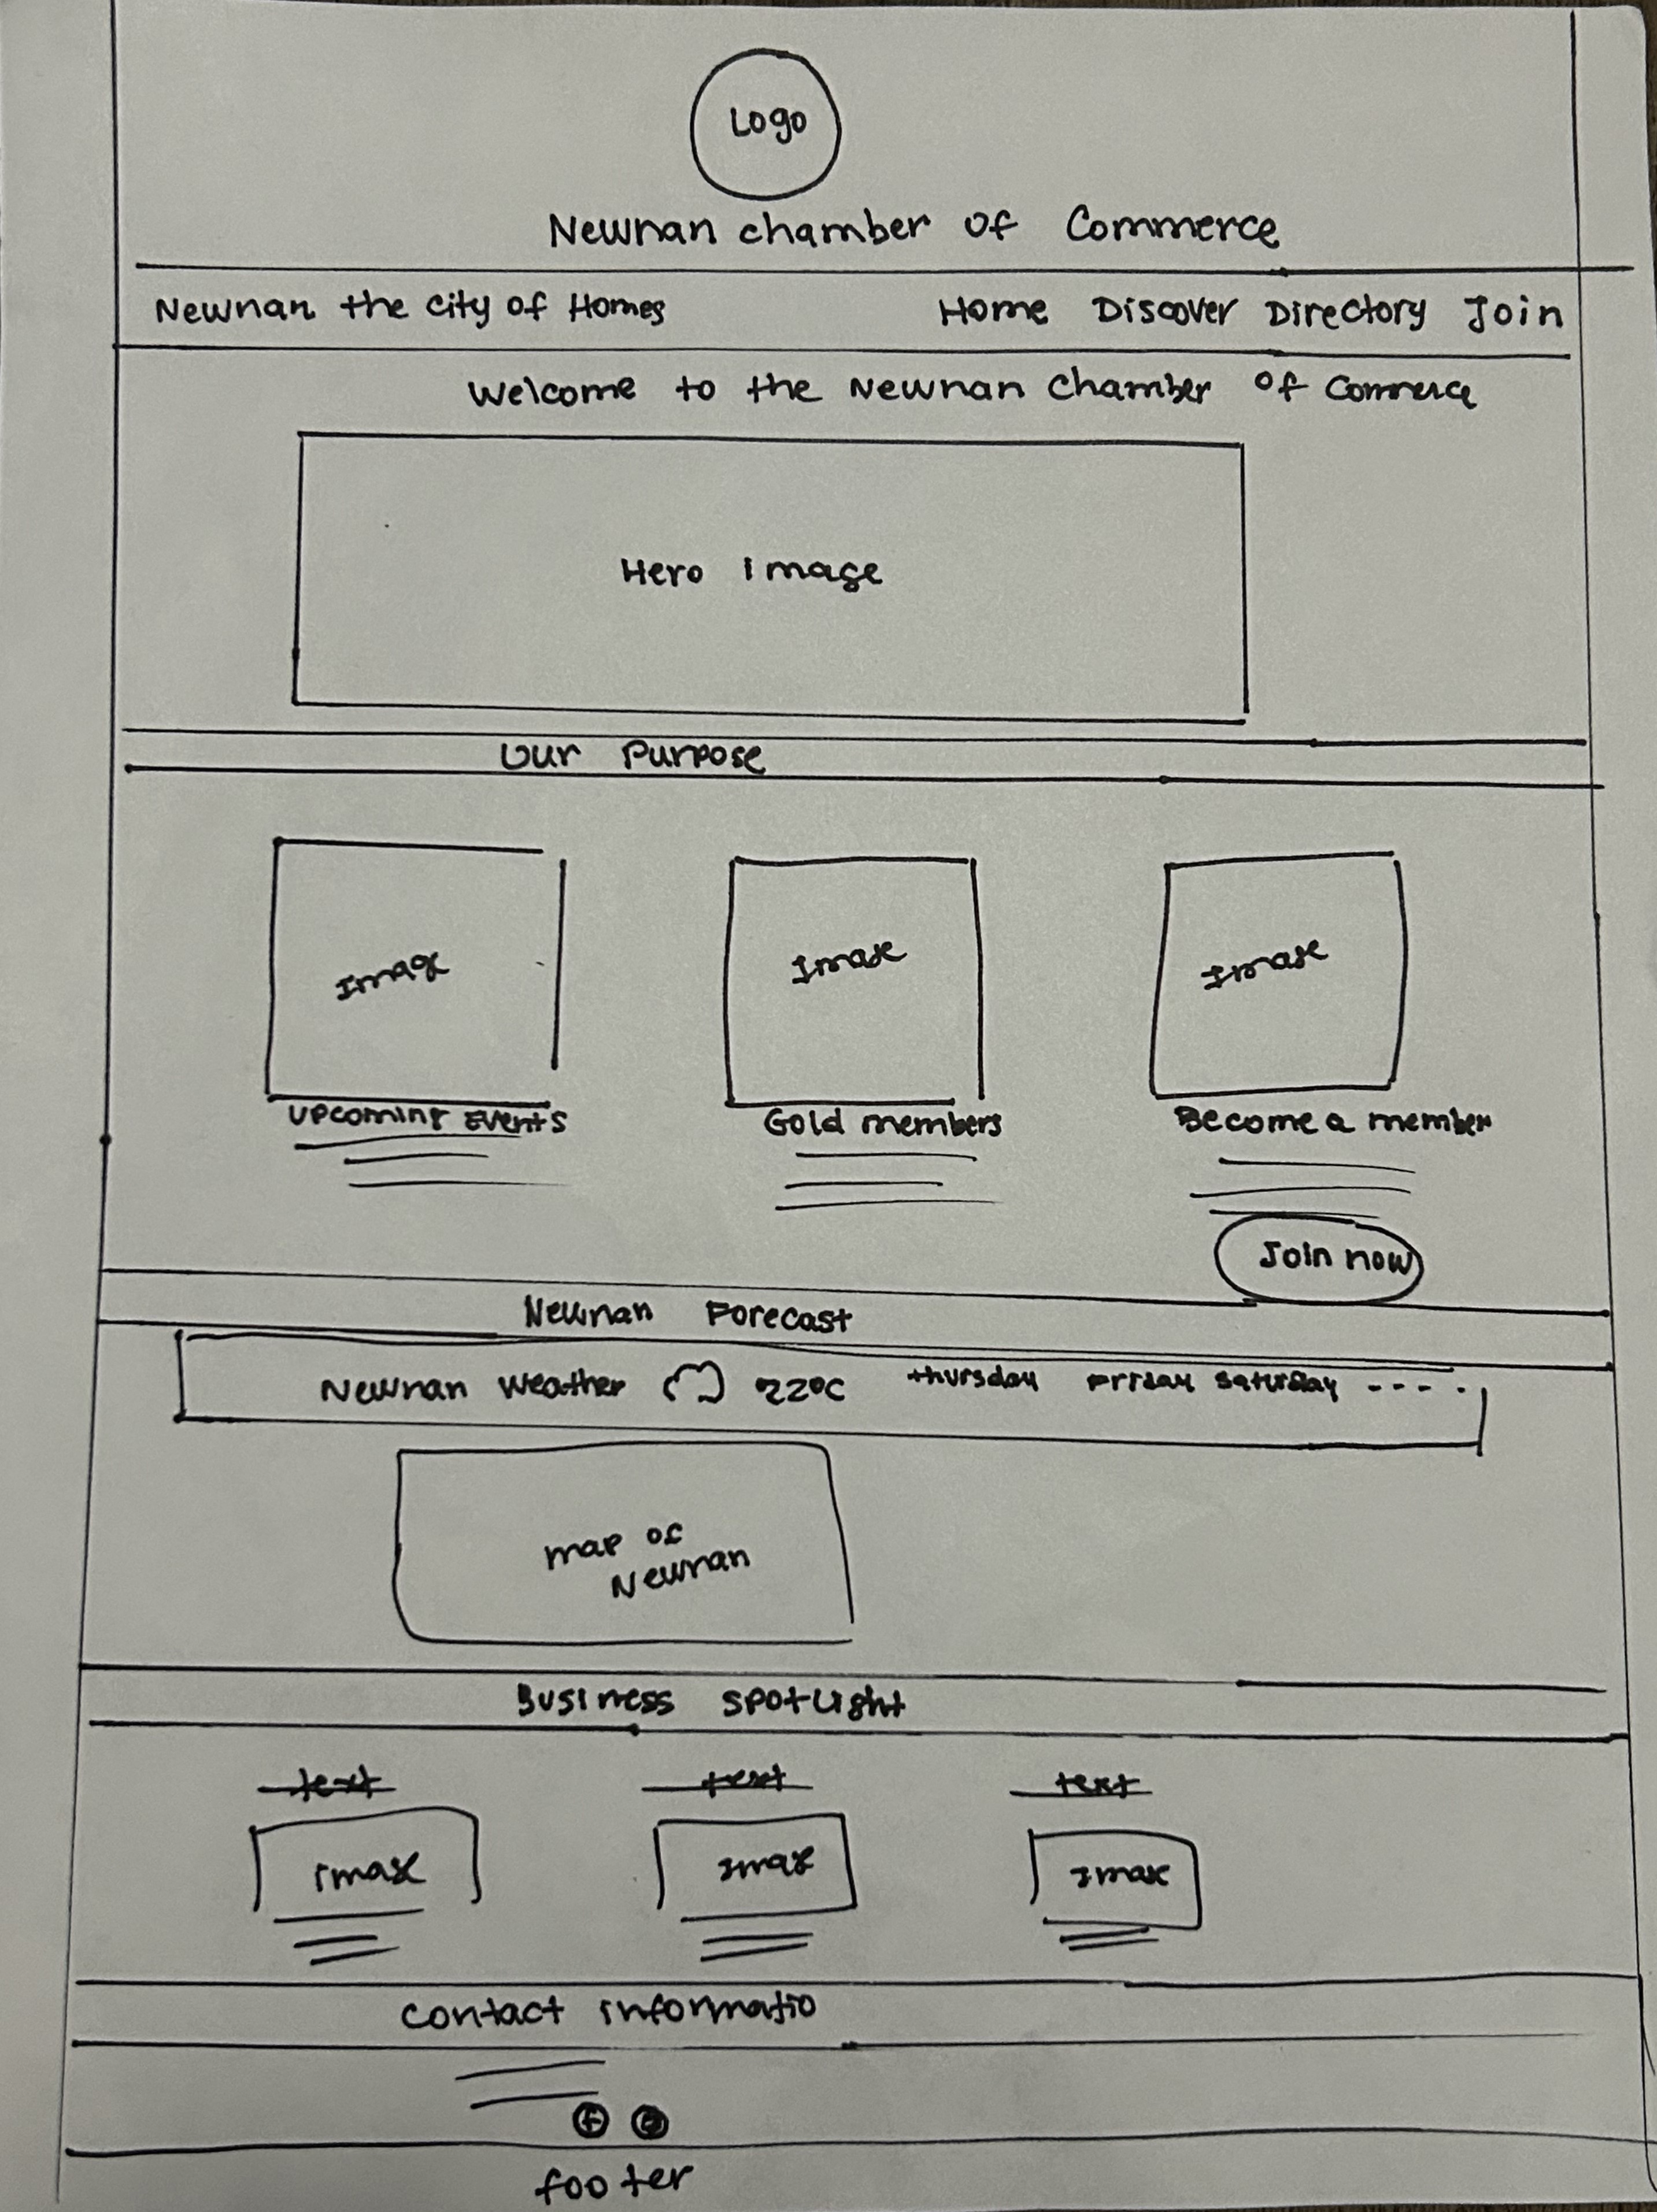 Logo
Newnan chamber of Commerce
Newnan the city of Homes Home Discover Directory Join
Welcome to the Newnan Chamber of Commerce
Hero Image
Our Purpose
Image Image Image
Upcoming Events Gold members Become a member
Join now
Newnan Forecast
Newnan Weather 22°C thursday Friday saturday ----.
map of
Newnan
Business Spotlight
text text text
Image Image Image
Contact informatio
f
footer